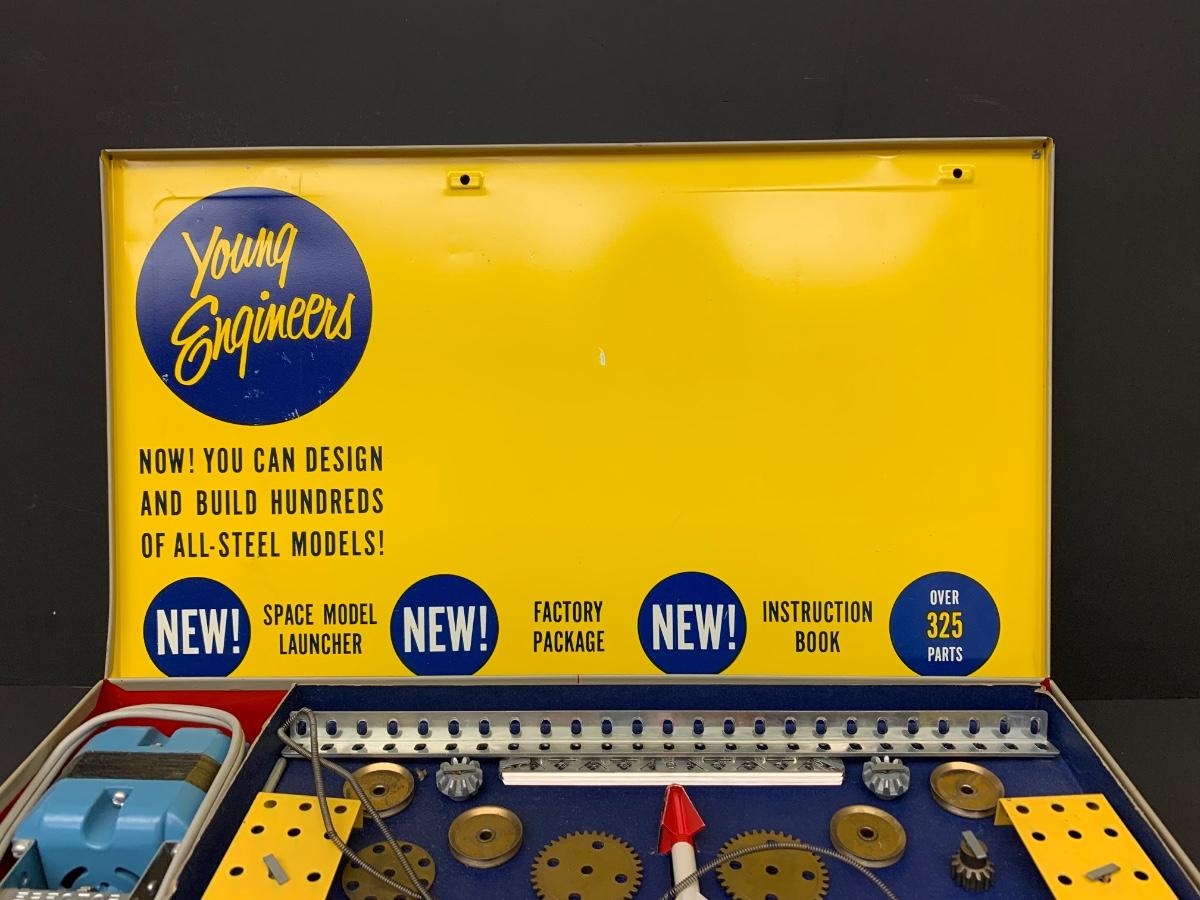 Young
Engineers
NOW! YOU CAN DESIGN
AND BUILD HUNDREDS
OF ALL-STEEL MODELS!
NEW!
SPACE MODEL
LAUNCHER
NEW!
FACTORY
PACKAGE
NEW!
INSTRUCTION
BOOK
OVER
325
PARTS